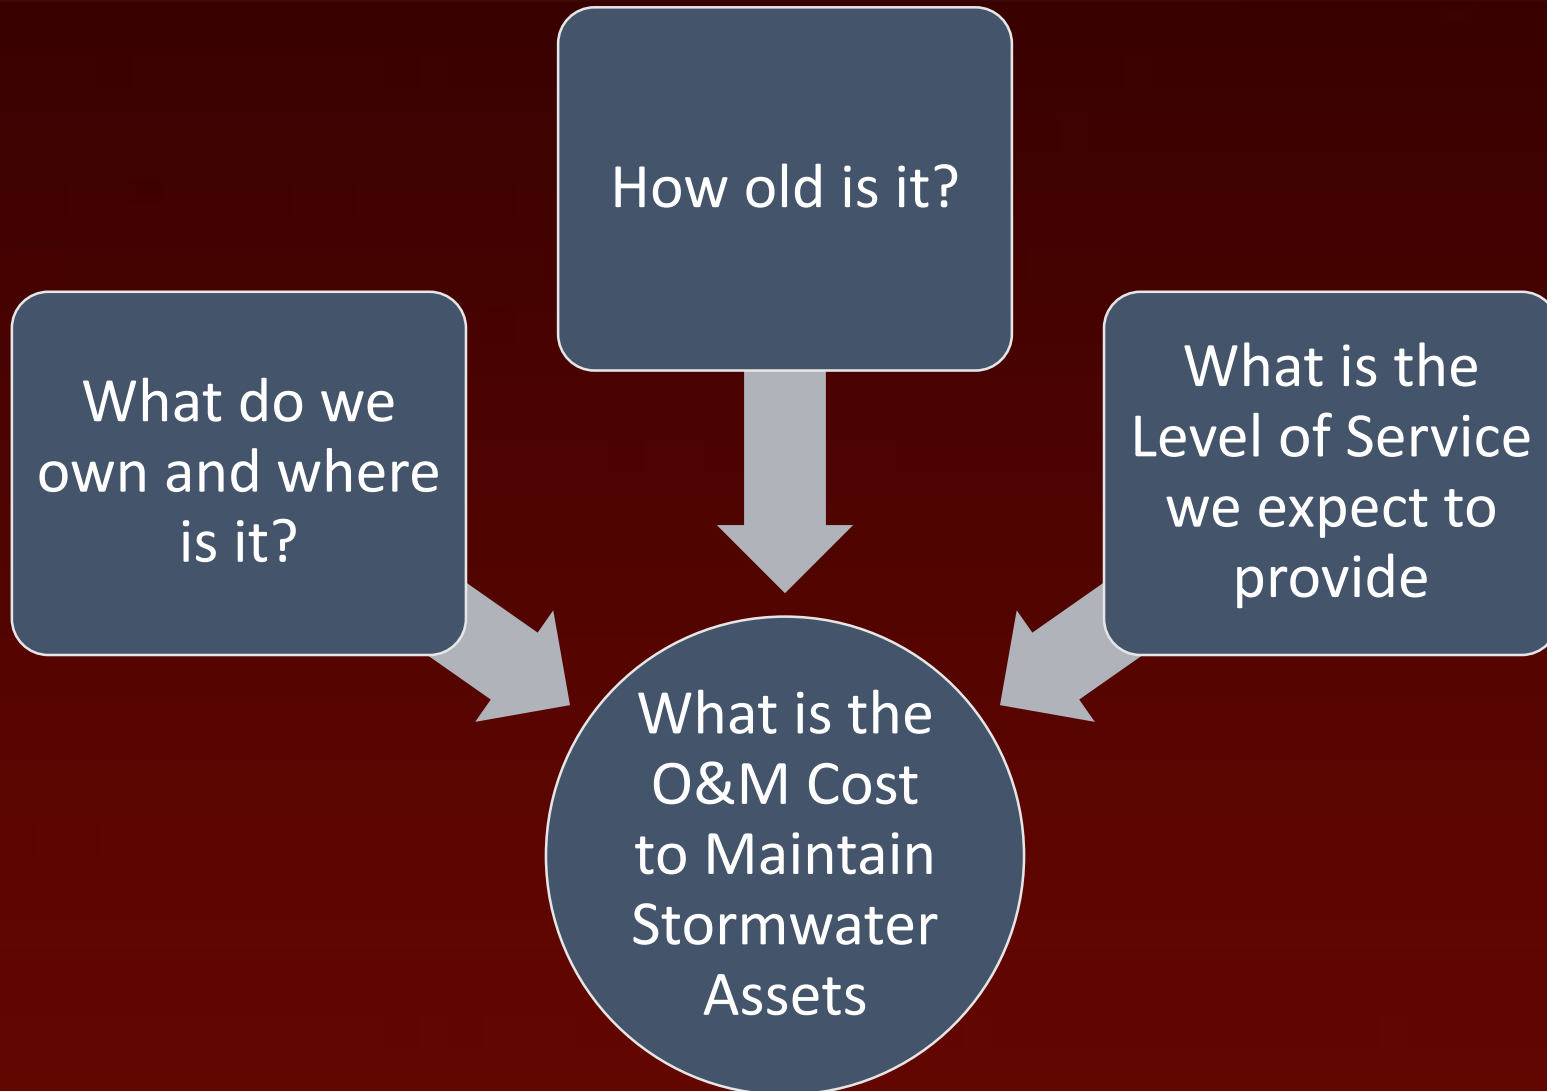 How old is it?
What do we
own and where
is it?
What is the
Level of Service
we expect to
provide
What is the
O&M Cost
to Maintain
Stormwater
Assets